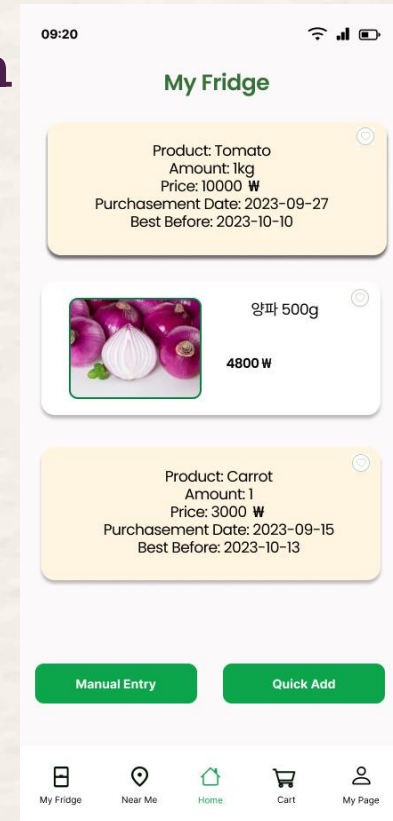 09:20
My Fridge
Product: Tomato
Amount: 1kg
Price: 10000 ₩
Purchasement Date: 2023-09-27
Best Before: 2023-10-10
양파 500g
4800 ₩
Product: Carrot
Amount: 1
Price: 3000 ₩
Purchasement Date: 2023-09-15
Best Before: 2023-10-13
Manual Entry
Quick Add
My Fridge
Near Me
Home
Cart
My Page